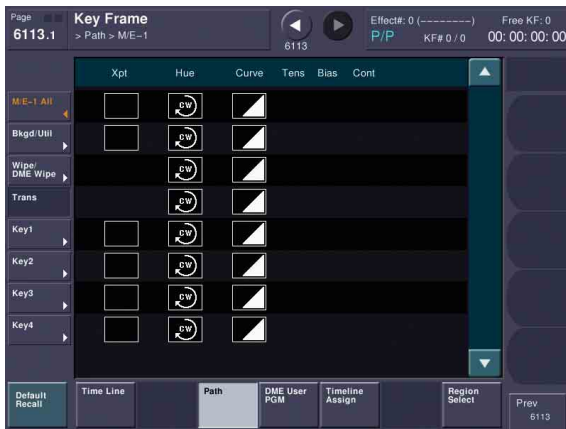 Page
6113.1
Key Frame
> Path > M/E-1
6113
Effect#: 0 (--------)
P/P
KF# 0 / 0
Free KF: 0
00: 00: 00: 00
Xpt Hue Curve Tens Bias Cont
M/E-1 All
CW
Bkgd/Util
CW
Wipe/
DME Wipe
CW
Trans
CW
Key1
CW
Key2
CW
Key3
CW
Key4
CW
Default
Recall
Time Line
Path
DME User
PGM
Timeline
Assign
Region
Select
Prev
6113